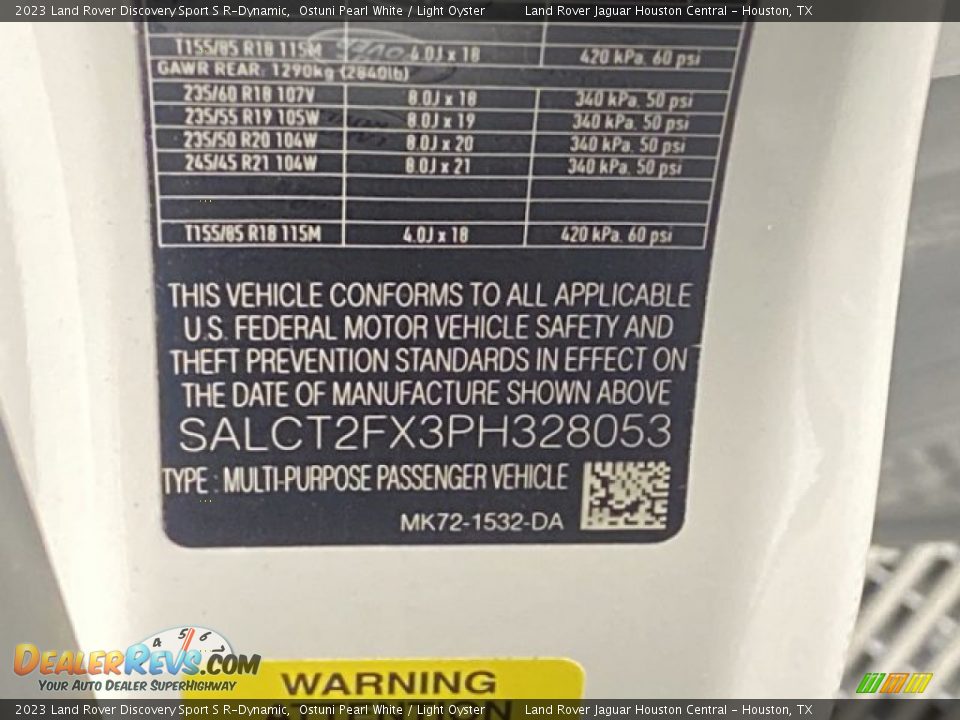 2023 Land Rover Discovery Sport S R-Dynamic, Ostuni Pearl White / Light Oyster Land Rover Jaguar Houston Central - Houston, TX
T155/85 R18 115M 4.0J x 18 420 kPa. 60 psi
GAWR REAR: 1290kg (2840lb)
235/60 R18 107V 8.0J x 18 340 kPa. 50 psi
235/55 R19 105W 8.0J x 19 340 kPa. 50 psi
235/50 R20 104W 8.0J x 20 340 kPa. 50 psi
245/45 R21 104W 8.0J x 21 340 kPa. 50 psi
T155/85 R18 115M 4.0J x 18 420 kPa. 60 psi
THIS VEHICLE CONFORMS TO ALL APPLICABLE
U.S. FEDERAL MOTOR VEHICLE SAFETY AND
THEFT PREVENTION STANDARDS IN EFFECT ON
THE DATE OF MANUFACTURE SHOWN ABOVE
SALCT2FX3PH328053
TYPE : MULTI-PURPOSE PASSENGER VEHICLE
MK72-1532-DA
4 5 6
DEALERREVS.COM
YOUR AUTO DEALER SUPERHIGHWAY
WARNING
2023 Land Rover Discovery Sport S R-Dynamic, Ostuni Pearl White / Light Oyster Land Rover Jaguar Houston Central - Houston, TX